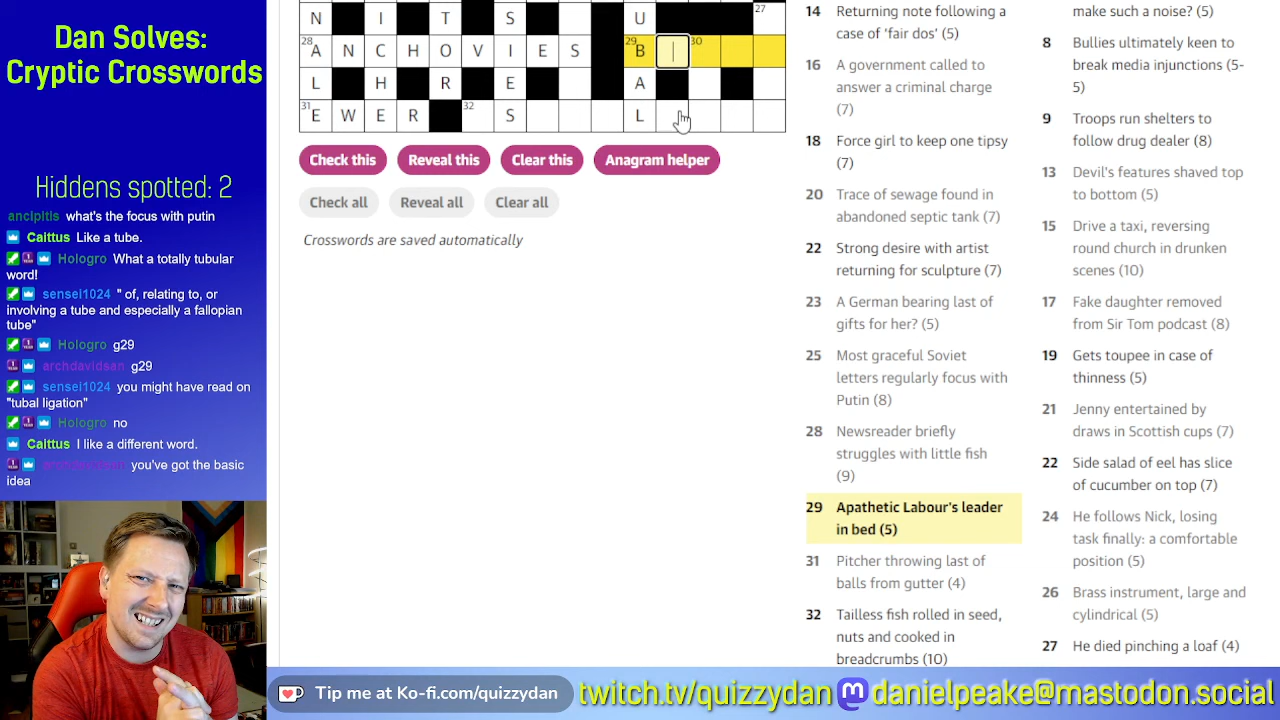 Dan Solves:
Cryptic Crosswords
Hiddens spotted: 2
ancipitis what's the focus with putin
Caittus Like a tube.
Hologro What a totally tubular
word!
sensei1024 " of, relating to, or
involving a tube and especially a fallopian
tube"
Hologro g29
archdavidsan g29
sensei1024 you might have read on
"tubal ligation"
Hologro no
Caittus I like a different word.
archdavidsan you've got the basic
idea
N I T S U 27
28 A N C H O V I E S 29 B 30
L H R E A
31 E W E R 32 S L
Check this
Reveal this
Clear this
Anagram helper
Check all
Reveal all
Clear all
Crosswords are saved automatically
14 Returning note following a
case of 'fair dos' (5)
16 A government called to
answer a criminal charge
(7)
18 Force girl to keep one tipsy
(7)
20 Trace of sewage found in
abandoned septic tank (7)
22 Strong desire with artist
returning for sculpture (7)
23 A German bearing last of
gifts for her? (5)
25 Most graceful Soviet
letters regularly focus with
Putin (8)
28 Newsreader briefly
struggles with little fish
(9)
29 Apathetic Labour's leader
in bed (5)
31 Pitcher throwing last of
balls from gutter (4)
32 Tailless fish rolled in seed,
nuts and cooked in
breadcrumbs (10)
make such a noise? (5)
8 Bullies ultimately keen to
break media injunctions (5-
5)
9 Troops run shelters to
follow drug dealer (8)
13 Devil's features shaved top
to bottom (5)
15 Drive a taxi, reversing
round church in drunken
scenes (10)
17 Fake daughter removed
from Sir Tom podcast (8)
19 Gets toupee in case of
thinness (5)
21 Jenny entertained by
draws in Scottish cups (7)
22 Side salad of eel has slice
of cucumber on top (7)
24 He follows Nick, losing
task finally: a comfortable
position (5)
26 Brass instrument, large and
cylindrical (5)
27 He died pinching a loaf (4)
Tip me at Ko-fi.com/quizzydan
twitch.tv/quizzydan
danielpeake@mastodon.social